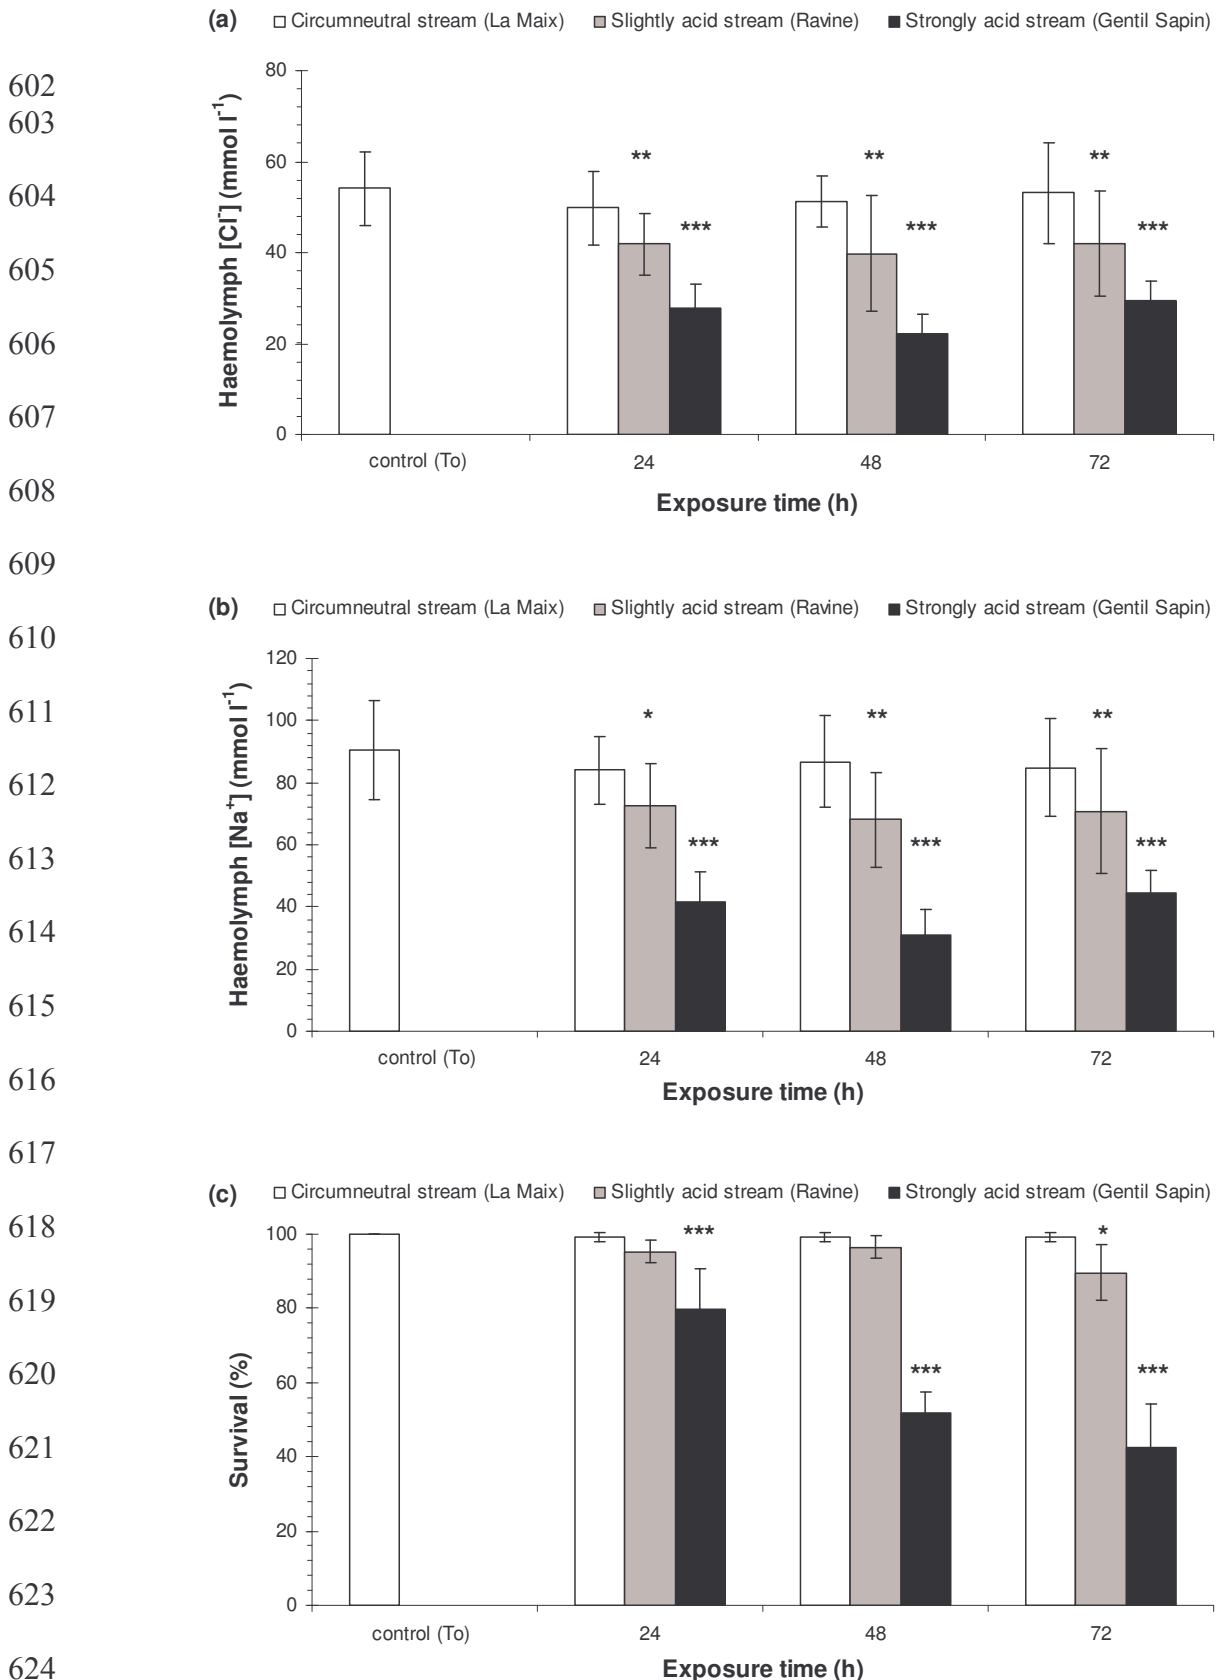 (a) Circumneutral stream (La Maix) Slightly acid stream (Ravine) Strongly acid stream (Gentil Sapin)
602
603
604
605
606
607
608
609
610
611
612
613
614
615
616
617
618
619
620
621
622
623
624
Haemolymph [Cl-] (mmol l-1)
80
60
40
20
0
** *** ** *** ** ***
control (To) 24 48 72
Exposure time (h)
(b) Circumneutral stream (La Maix) Slightly acid stream (Ravine) Strongly acid stream (Gentil Sapin)
Haemolymph [Na+] (mmol l-1)
120
100
80
60
40
20
0
* *** ** *** ** ***
control (To) 24 48 72
Exposure time (h)
(c) Circumneutral stream (La Maix) Slightly acid stream (Ravine) Strongly acid stream (Gentil Sapin)
Survival (%)
100
80
60
40
20
0
*** *** * ***
control (To) 24 48 72
Exposure time (h)